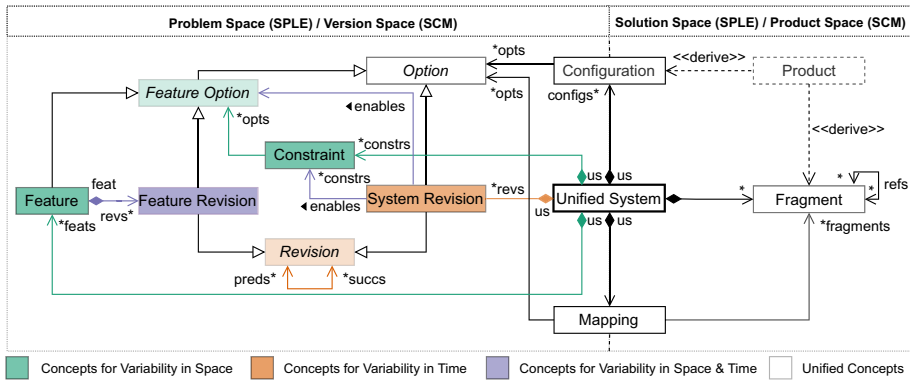 Problem Space (SPLE) / Version Space (SCM)
Solution Space (SPLE) / Product Space (SCM)
*opts
<<derive>>
Option
Configuration
Product
Feature Option
*opts
configs*
◀enables
*opts
<<derive>>
*constrs
Constraint
*constrs
us
us
feat
*revs
*
*
refs
Feature
Feature Revision
◀enables
System Revision
Unified System
*
Fragment
revs*
us
*feats
us
us
*fragments
Revision
preds*
*succs
Mapping
Concepts for Variability in Space
Concepts for Variability in Time
Concepts for Variability in Space & Time
Unified Concepts